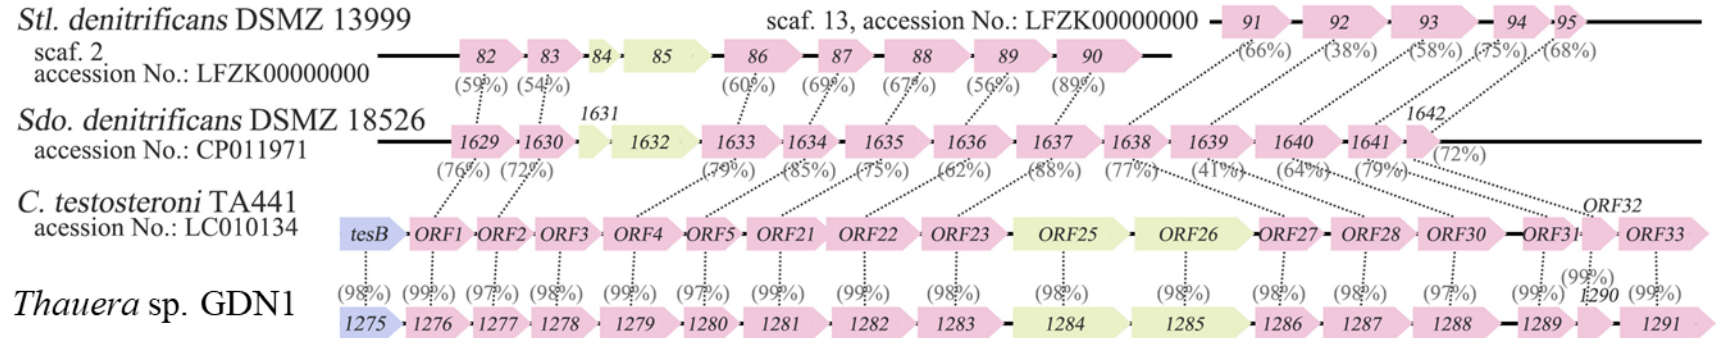 Stl. denitrificans DSMZ 13999
scaf. 13, accession No.: LFZK00000000
91 92 93 94 95
(66%) (38%) (58%) (75%) (68%)
scaf. 2
accession No.: LFZK00000000
82 83 84 85 86 87 88 89 90
(59%) (54%) (60%) (69%) (67%) (56%) (89%)
Sdo. denitrificans DSMZ 18526
accession No.: CP011971
1631 1642
1629 1630 1632 1633 1634 1635 1636 1637 1638 1639 1640 1641
(76%) (72%) (79%) (85%) (75%) (62%) (88%) (77%) (41%) (64%) (79%) (72%)
C. testosteroni TA441
acession No.: LC010134
ORF32
tesB ORF1 ORF2 ORF3 ORF4 ORF5 ORF21 ORF22 ORF23 ORF25 ORF26 ORF27 ORF28 ORF30 ORF31 ORF33
(98%) (99%) (97%) (98%) (99%) (97%) (99%) (99%) (98%) (98%) (98%) (98%) (98%) (97%) (99%) (99%) (99%)
Thauera sp. GDN1
1290
1275 1276 1277 1278 1279 1280 1281 1282 1283 1284 1285 1286 1287 1288 1289 1291